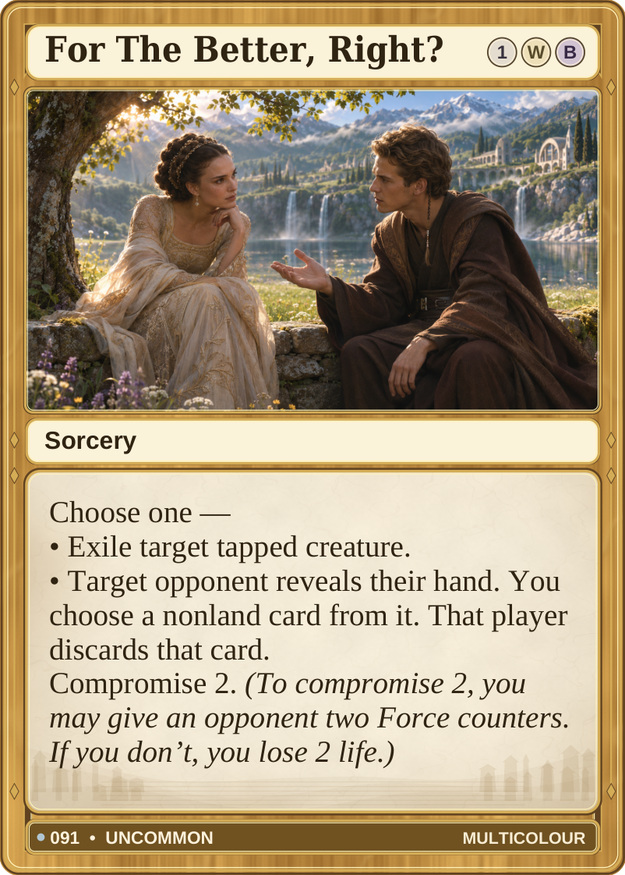 For The Better, Right? 1 W B
Sorcery
Choose one —
• Exile target tapped creature.
• Target opponent reveals their hand. You
choose a nonland card from it. That player
discards that card.
Compromise 2. (To compromise 2, you
may give an opponent two Force counters.
If you don’t, you lose 2 life.)
091 • UNCOMMON MULTICOLOUR